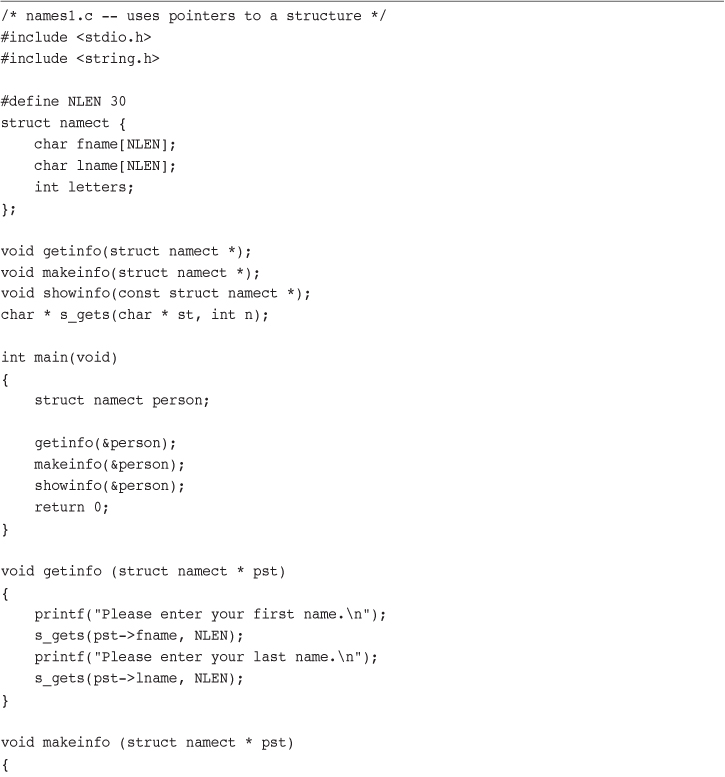 /* names1.c -- uses pointers to a structure */
#include <stdio.h>
#include <string.h>

#define NLEN 30
struct namect {
    char fname[NLEN];
    char lname[NLEN];
    int letters;
};

void getinfo(struct namect *);
void makeinfo(struct namect *);
void showinfo(const struct namect *);
char * s_gets(char * st, int n);

int main(void)
{
    struct namect person;

    getinfo(&person);
    makeinfo(&person);
    showinfo(&person);
    return 0;
}

void getinfo (struct namect * pst)
{
    printf("Please enter your first name.\n");
    s_gets(pst->fname, NLEN);
    printf("Please enter your last name.\n");
    s_gets(pst->lname, NLEN);
}

void makeinfo (struct namect * pst)
{